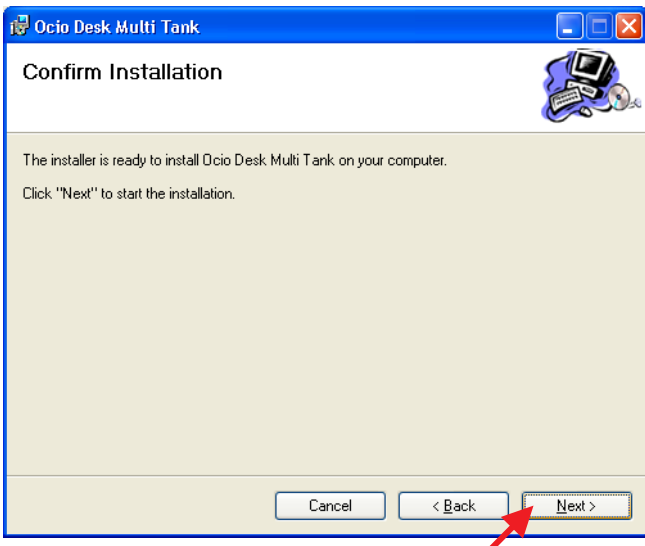 Ocio Desk Multi Tank
Confirm Installation
The installer is ready to install Ocio Desk Multi Tank on your computer.
Click "Next" to start the installation.
Cancel
< Back
Next >